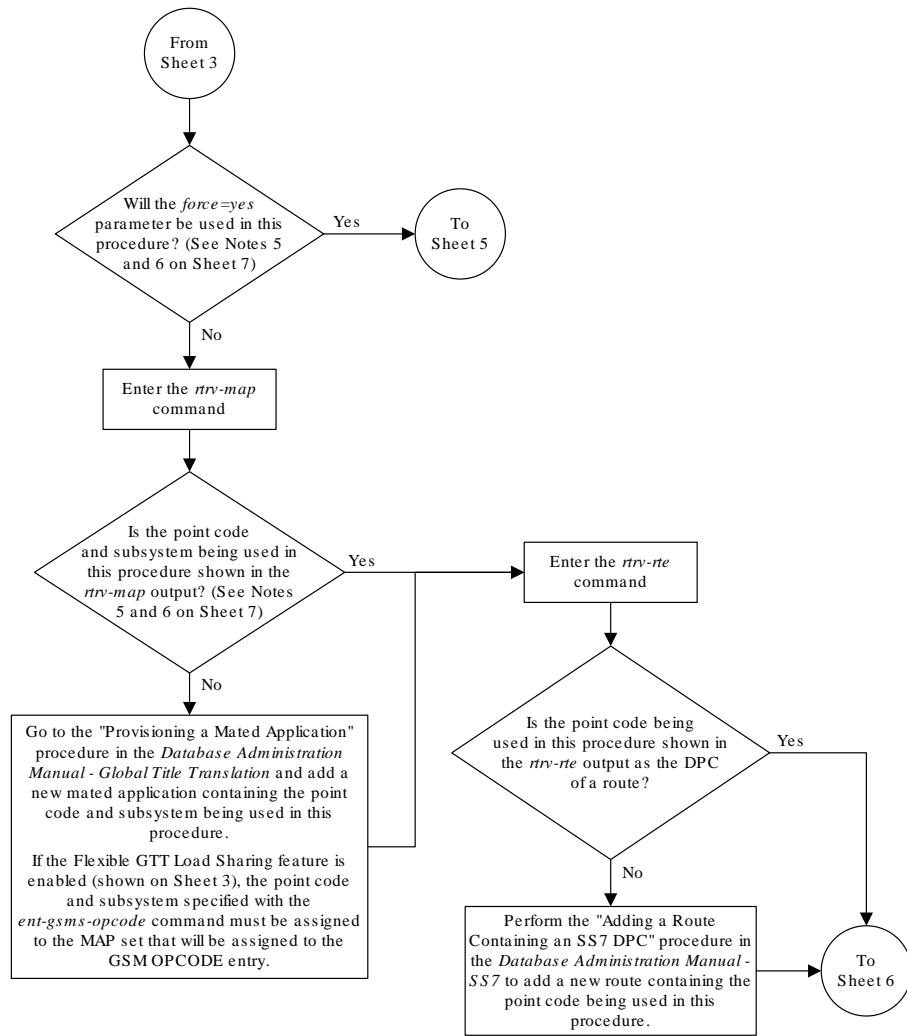 From
Sheet 3
Will the force=yes
parameter be used in this
procedure? (See Notes 5
and 6 on Sheet 7)
Yes
To
Sheet 5
No
Enter the rtrv-map
command
Is the point code
and subsystem being used in
this procedure shown in the
rtrv-map output? (See Notes
5 and 6 on Sheet 7)
Yes
Enter the rtrv-rte
command
No
Go to the "Provisioning a Mated Application"
procedure in the Database Administration
Manual - Global Title Translation and add a
new mated application containing the point
code and subsystem being used in this
procedure.
If the Flexible GTT Load Sharing feature is
enabled (shown on Sheet 3), the point code
and subsystem specified with the
ent-gsms-opcode command must be assigned
to the MAP set that will be assigned to the
GSM OPCODE entry.
Is the point code being
used in this procedure shown in
the rtrv-rte output as the DPC
of a route?
Yes
No
Perform the "Adding a Route
Containing an SS7 DPC" procedure in
the Database Administration Manual -
SS7 to add a new route containing the
point code being used in this
procedure.
To
Sheet 6